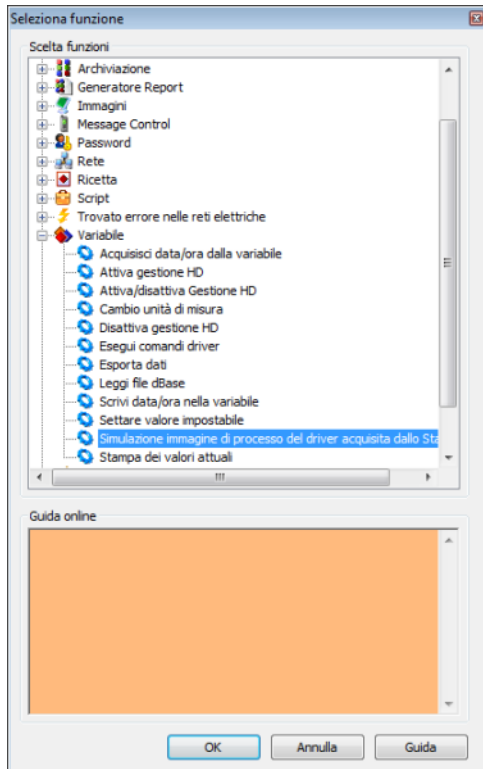 Seleziona funzione
Scelta funzioni
Archiviazione
Generatore Report
Immagini
Message Control
Password
Rete
Ricetta
Script
Trovato errore nelle reti elettriche
Variabile
Acquisisci data/ora dalla variabile
Attiva gestione HD
Attiva/disattiva Gestione HD
Cambio unità di misura
Disattiva gestione HD
Esegui comandi driver
Esporta dati
Leggi file dBase
Scrivi data/ora nella variabile
Settare valore impostabile
Simulazione immagine di processo del driver acquisita dallo Sta
Stampa dei valori attuali
Guida online
OK Annulla Guida